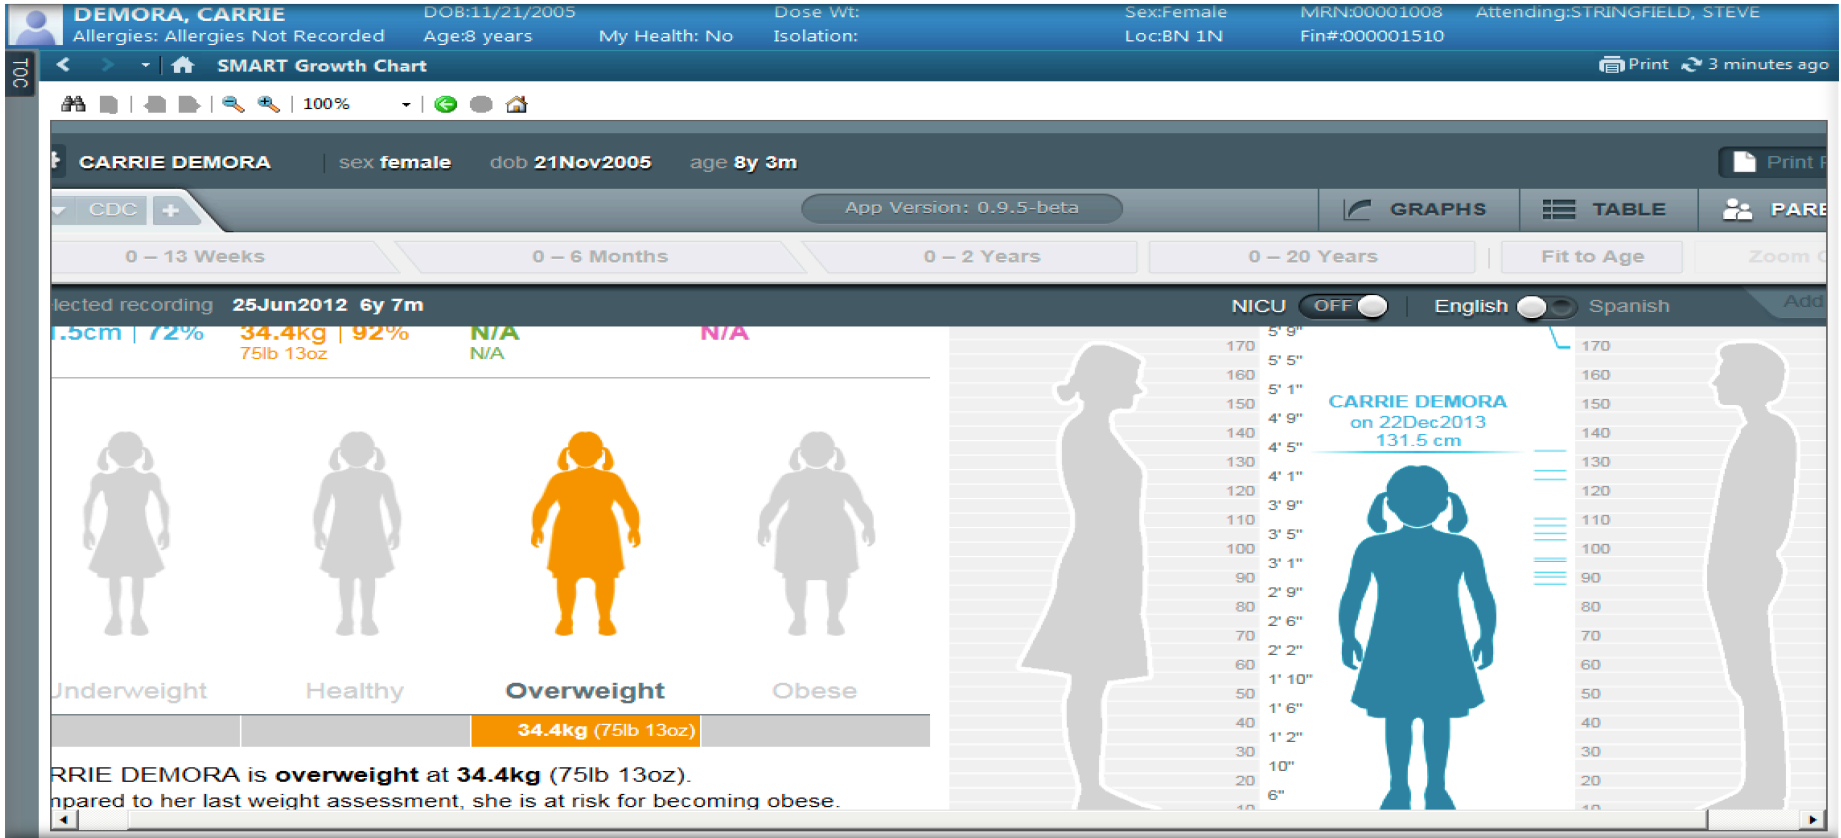 DEMORA, CARRIE DOB:11/21/2005 Dose Wt: Sex:Female MRN:00001008 Attending:STRINGFIELD, STEVE
Allergies: Allergies Not Recorded Age:8 years My Health: No Isolation: Loc:BN 1N Fin#:000001510
TOC
SMART Growth Chart Print 3 minutes ago
100%
CARRIE DEMORA sex female dob 21Nov2005 age 8y 3m Print
CDC + App Version: 0.9.5-beta GRAPHS TABLE PARE
0 – 13 Weeks 0 – 6 Months 0 – 2 Years 0 – 20 Years Fit to Age Zoom
lected recording 25Jun2012 6y 7m NICU OFF English Spanish Add
1.5cm | 72% 34.4kg | 92% N/A N/A
75lb 13oz N/A
5' 9"
170 170
5' 5"
160 160
5' 1"
150 150
4' 9"
140 140
4' 5"
130 130
4' 1"
120 120
3' 9"
110 110
3' 5"
100 100
3' 1"
90 90
2' 9"
80 80
2' 6"
70 70
2' 2"
60 60
1' 10"
50 50
1' 6"
40 40
1' 2"
30 30
10"
20 20
6"
10 10
CARRIE DEMORA
on 22Dec2013
131.5 cm
Underweight Healthy Overweight Obese
34.4kg (75lb 13oz)
RRIE DEMORA is overweight at 34.4kg (75lb 13oz).
mpared to her last weight assessment, she is at risk for becoming obese.